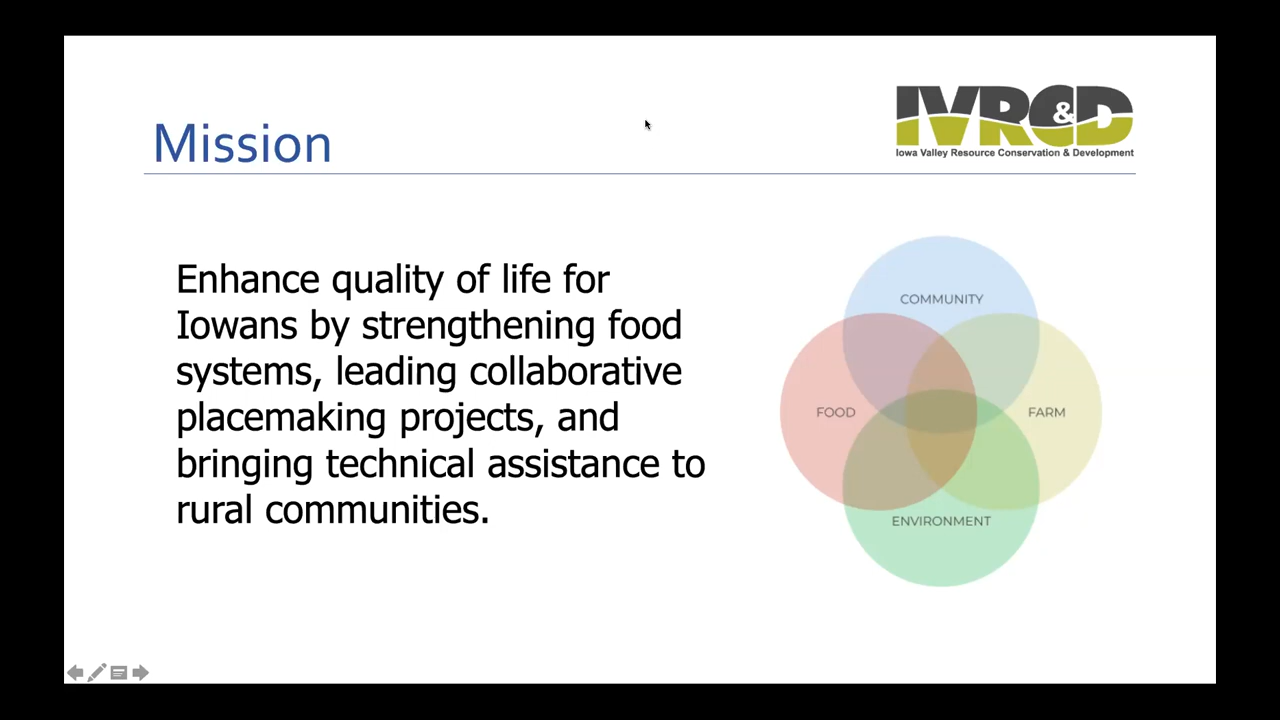 IVRC&D
Iowa Valley Resource Conservation & Development
Mission
Enhance quality of life for
Iowans by strengthening food
systems, leading collaborative
placemaking projects, and
bringing technical assistance to
rural communities.
COMMUNITY
FOOD
FARM
ENVIRONMENT